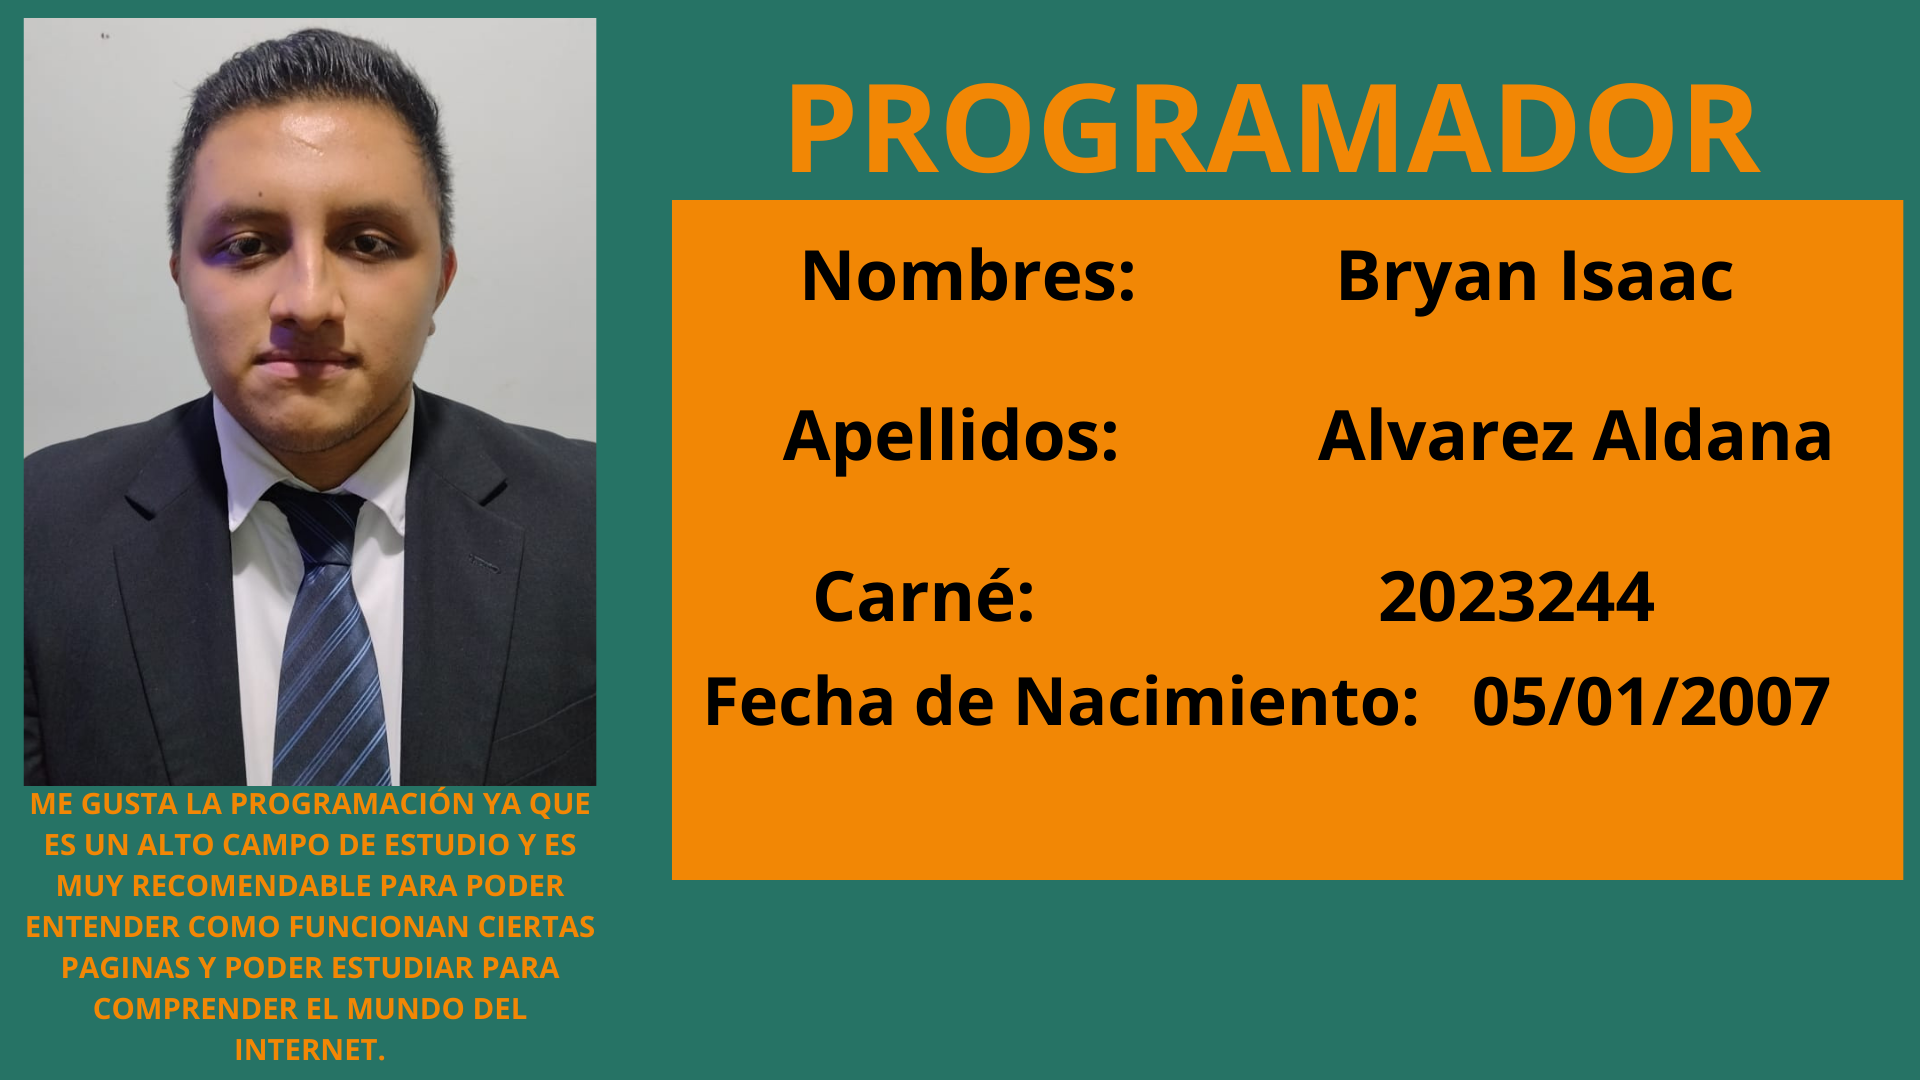 PROGRAMADOR
Nombres: Bryan Isaac
Apellidos: Alvarez Aldana
Carné: 2023244
Fecha de Nacimiento: 05/01/2007
ME GUSTA LA PROGRAMACIÓN YA QUE
ES UN ALTO CAMPO DE ESTUDIO Y ES
MUY RECOMENDABLE PARA PODER
ENTENDER COMO FUNCIONAN CIERTAS
PAGINAS Y PODER ESTUDIAR PARA
COMPRENDER EL MUNDO DEL
INTERNET.